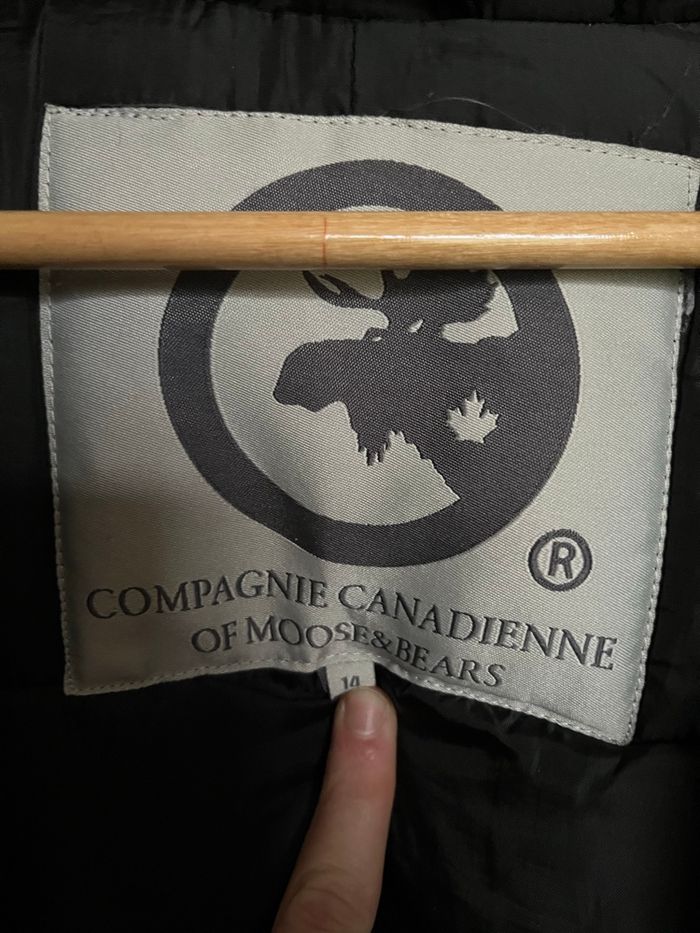 ®
COMPAGNIE CANADIENNE
OF MOOSE&BEARS
14